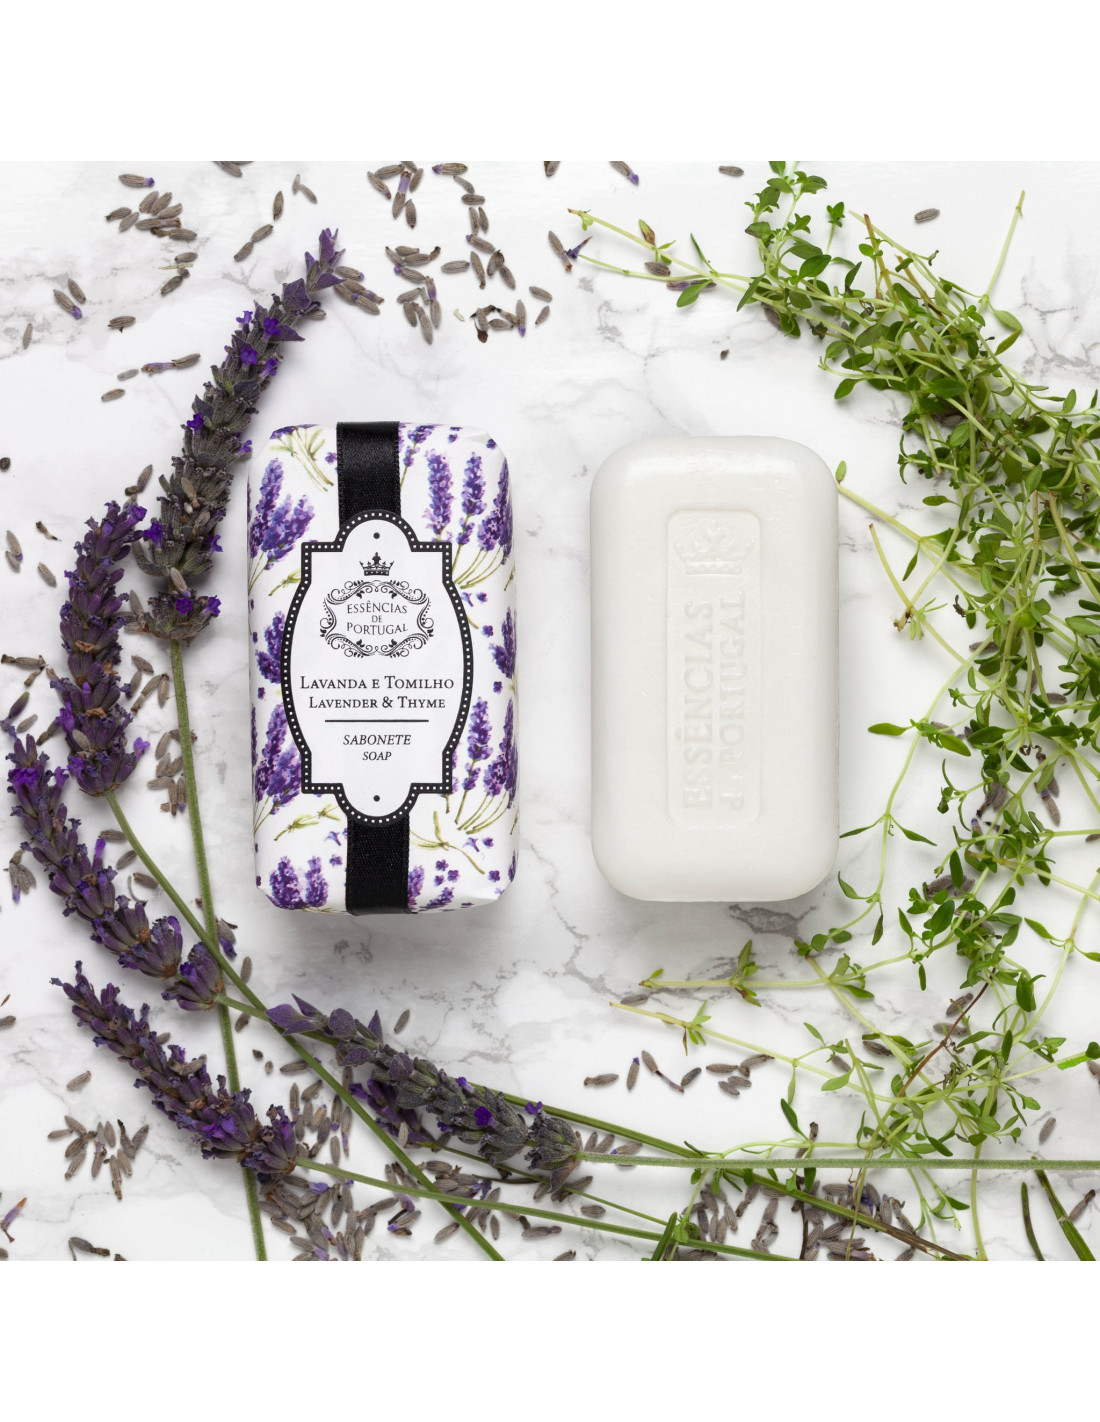 ESSÊNCIAS
DE
PORTUGAL
LAVANDA E TOMILHO
LAVENDER & THYME
SABONETE
SOAP
ESSÊNCIAS
de PORTUGAL